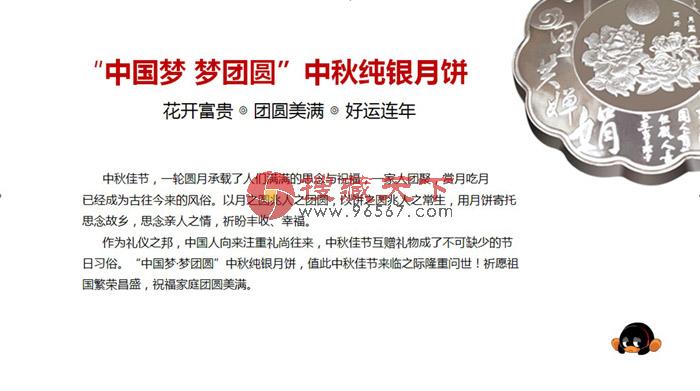 “中国梦 梦团圆”中秋纯银月饼
花开富贵 ◎ 团圆美满 ◎ 好运连年
中秋佳节，一轮圆月承载了人们满满的思念与祝福。家人团聚、赏月吃月
已经成为古往今来的风俗。以月之圆兆人之团圆，以饼之圆兆人之常生，用月饼寄托
思念故乡，思念亲人之情，祈盼丰收、幸福。
作为礼仪之邦，中国人向来注重礼尚往来，中秋佳节互赠礼物成了不可缺少的节
日习俗。“中国梦·梦团圆”中秋纯银月饼，值此中秋佳节来临之际隆重问世！祈愿祖
国繁荣昌盛，祝福家庭团圆美满。
搜藏天下
www.96567.com
婵
娟